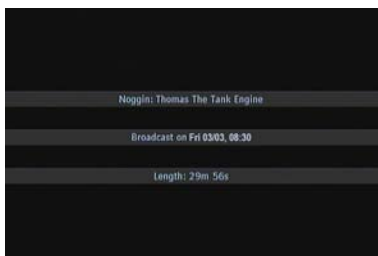 Noggin: Thomas The Tank Engine
Broadcast on Fri 03/03, 08:30
Length: 29m 56s